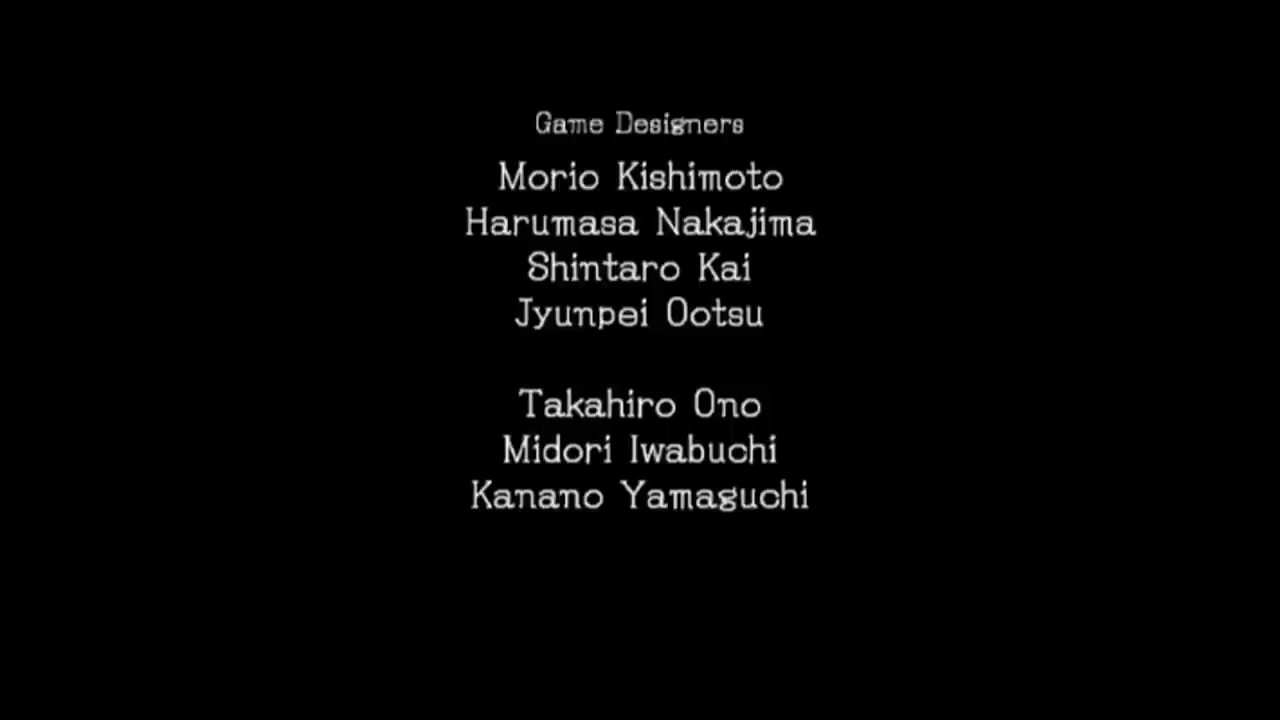 Game Designers
Morio Kishimoto
Harumasa Nakajima
Shintaro Kai
Jyunpei Ootsu
Takahiro Ono
Midori Iwabuchi
Kanano Yamaguchi